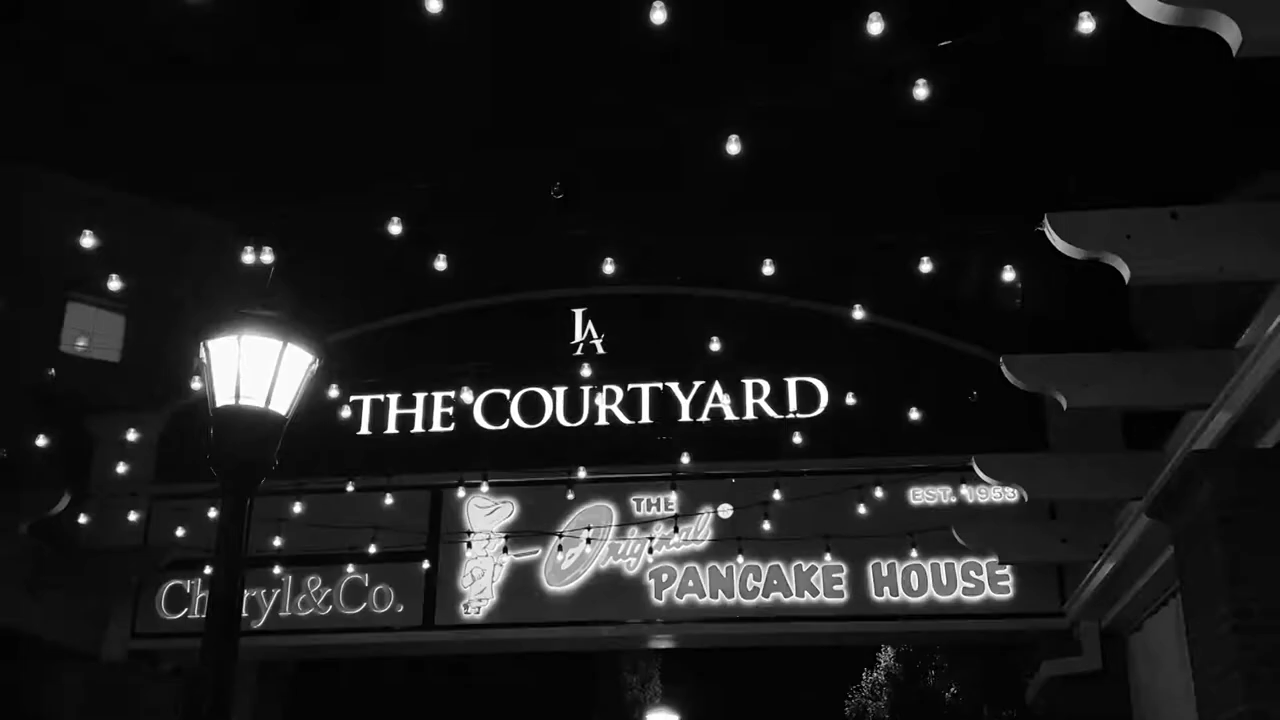 LA
THE COURTYARD
THE
Original
EST. 1953
PANCAKE HOUSE
Cheryl&Co.